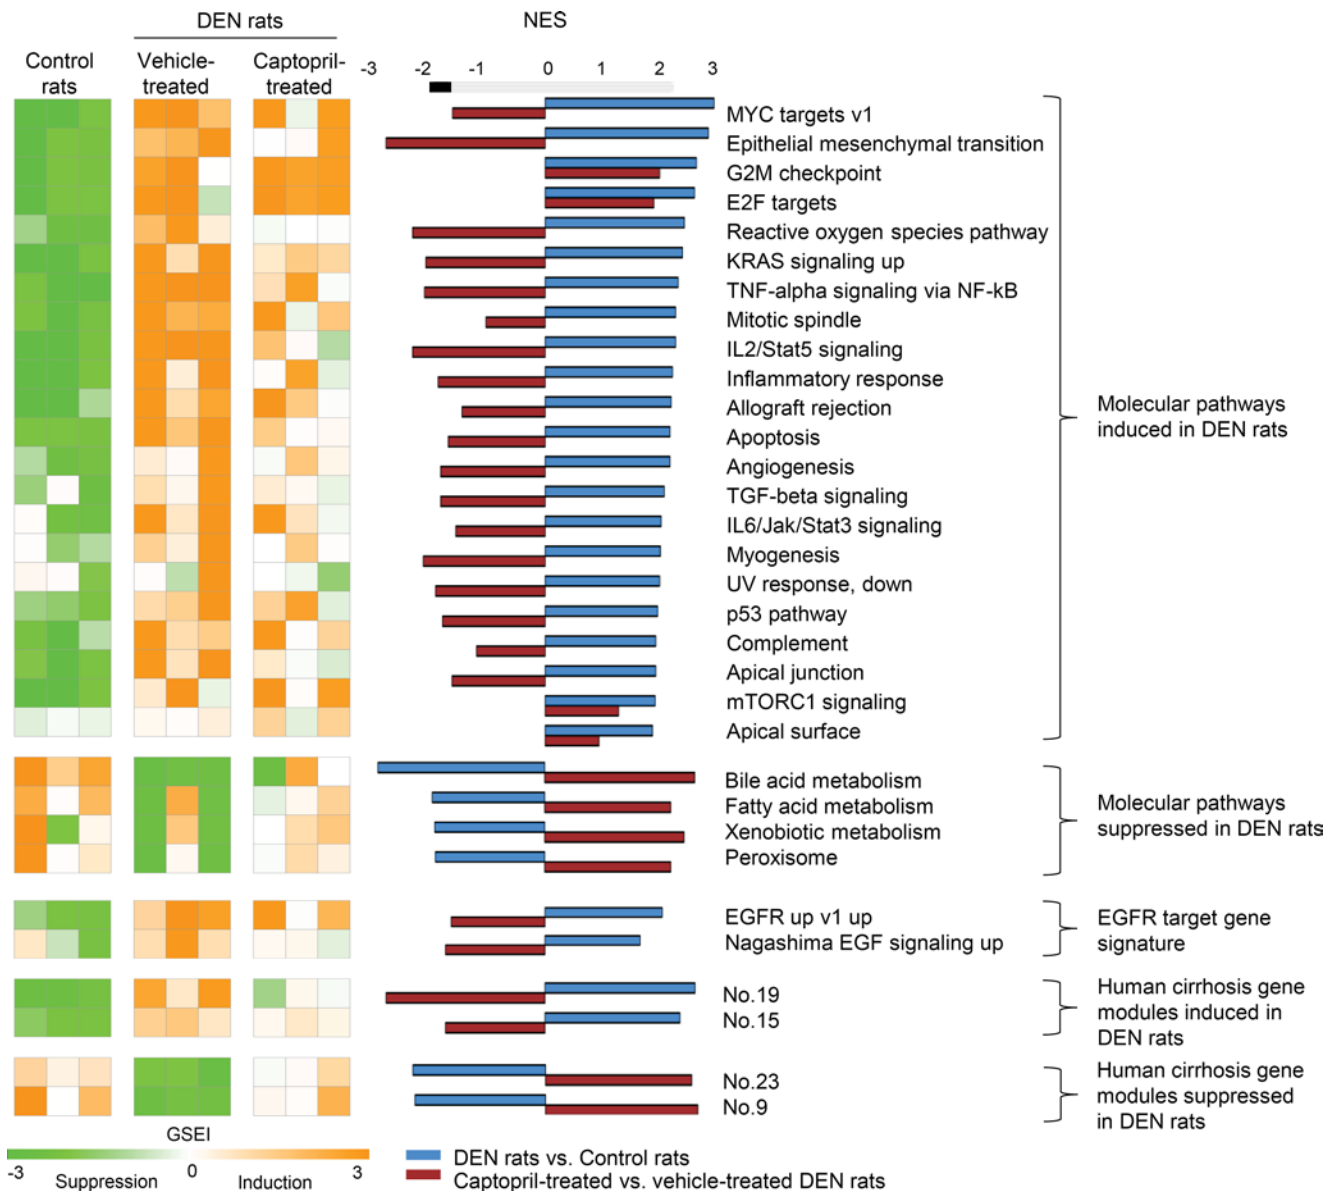 DEN rats
NES
Control rats
Vehicle-treated
Captopril-treated
-3 -2 -1 0 1 2 3
MYC targets v1
Epithelial mesenchymal transition
G2M checkpoint
E2F targets
Reactive oxygen species pathway
KRAS signaling up
TNF-alpha signaling via NF-kB
Mitotic spindle
IL2/Stat5 signaling
Inflammatory response
Allograft rejection
Apoptosis
Angiogenesis
TGF-beta signaling
IL6/Jak/Stat3 signaling
Myogenesis
UV response, down
p53 pathway
Complement
Apical junction
mTORC1 signaling
Apical surface
Molecular pathways
induced in DEN rats
Bile acid metabolism
Fatty acid metabolism
Xenobiotic metabolism
Peroxisome
Molecular pathways
suppressed in DEN rats
EGFR up v1 up
Nagashima EGF signaling up
EGFR target gene
signature
No.19
No.15
Human cirrhosis gene
modules induced in
DEN rats
No.23
No.9
Human cirrhosis gene
modules suppressed
in DEN rats
GSEI
-3 0 3
Suppression Induction
DEN rats vs. Control rats
Captopril-treated vs. vehicle-treated DEN rats